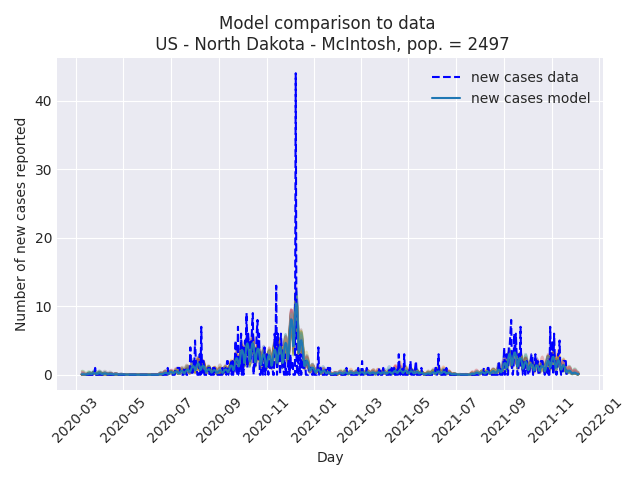 Model comparison to data
US - North Dakota - McIntosh, pop. = 2497
new cases data
new cases model
Number of new cases reported
40
30
20
10
0
2020-03
2020-05
2020-07
2020-09
2020-11
2021-01
2021-03
2021-05
2021-07
2021-09
2021-11
2022-01
Day